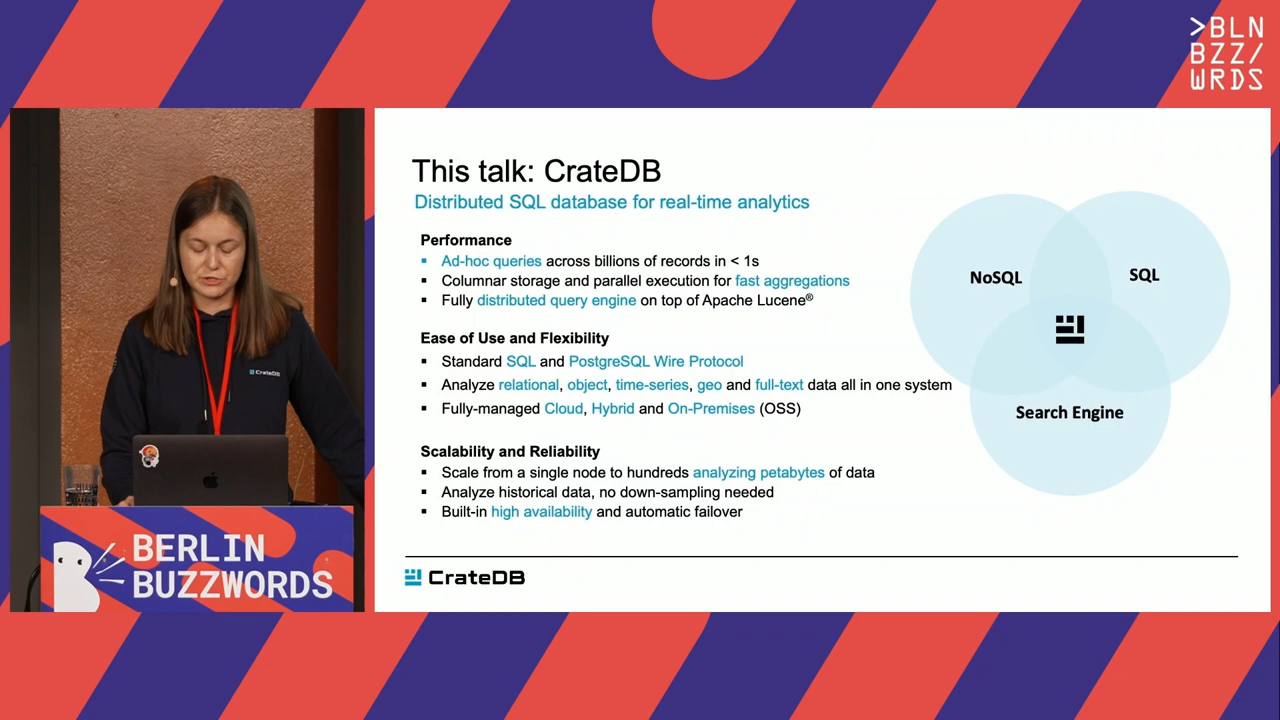 >BLN
BZZ/
WRDS
This talk: CrateDB
Distributed SQL database for real-time analytics
Performance
▪ Ad-hoc queries across billions of records in < 1s
▪ Columnar storage and parallel execution for fast aggregations
▪ Fully distributed query engine on top of Apache Lucene®
Ease of Use and Flexibility
▪ Standard SQL and PostgreSQL Wire Protocol
▪ Analyze relational, object, time-series, geo and full-text data all in one system
▪ Fully-managed Cloud, Hybrid and On-Premises (OSS)
Scalability and Reliability
▪ Scale from a single node to hundreds analyzing petabytes of data
▪ Analyze historical data, no down-sampling needed
▪ Built-in high availability and automatic failover
NoSQL
SQL
Search Engine
CrateDB
CrateDB
BERLIN
BUZZWORDS